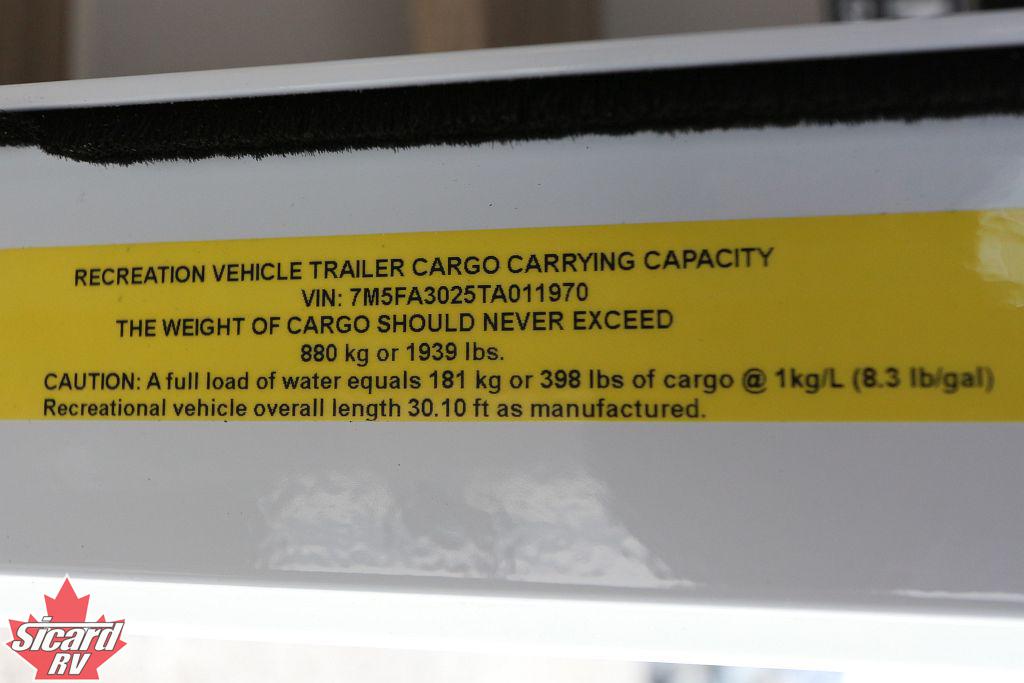 RECREATION VEHICLE TRAILER CARGO CARRYING CAPACITY
VIN: 7M5FA3025TA011970
THE WEIGHT OF CARGO SHOULD NEVER EXCEED
880 kg or 1939 lbs.
CAUTION: A full load of water equals 181 kg or 398 lbs of cargo @ 1kg/L (8.3 lb/gal)
Recreational vehicle overall length 30.10 ft as manufactured.
Sicard
RV